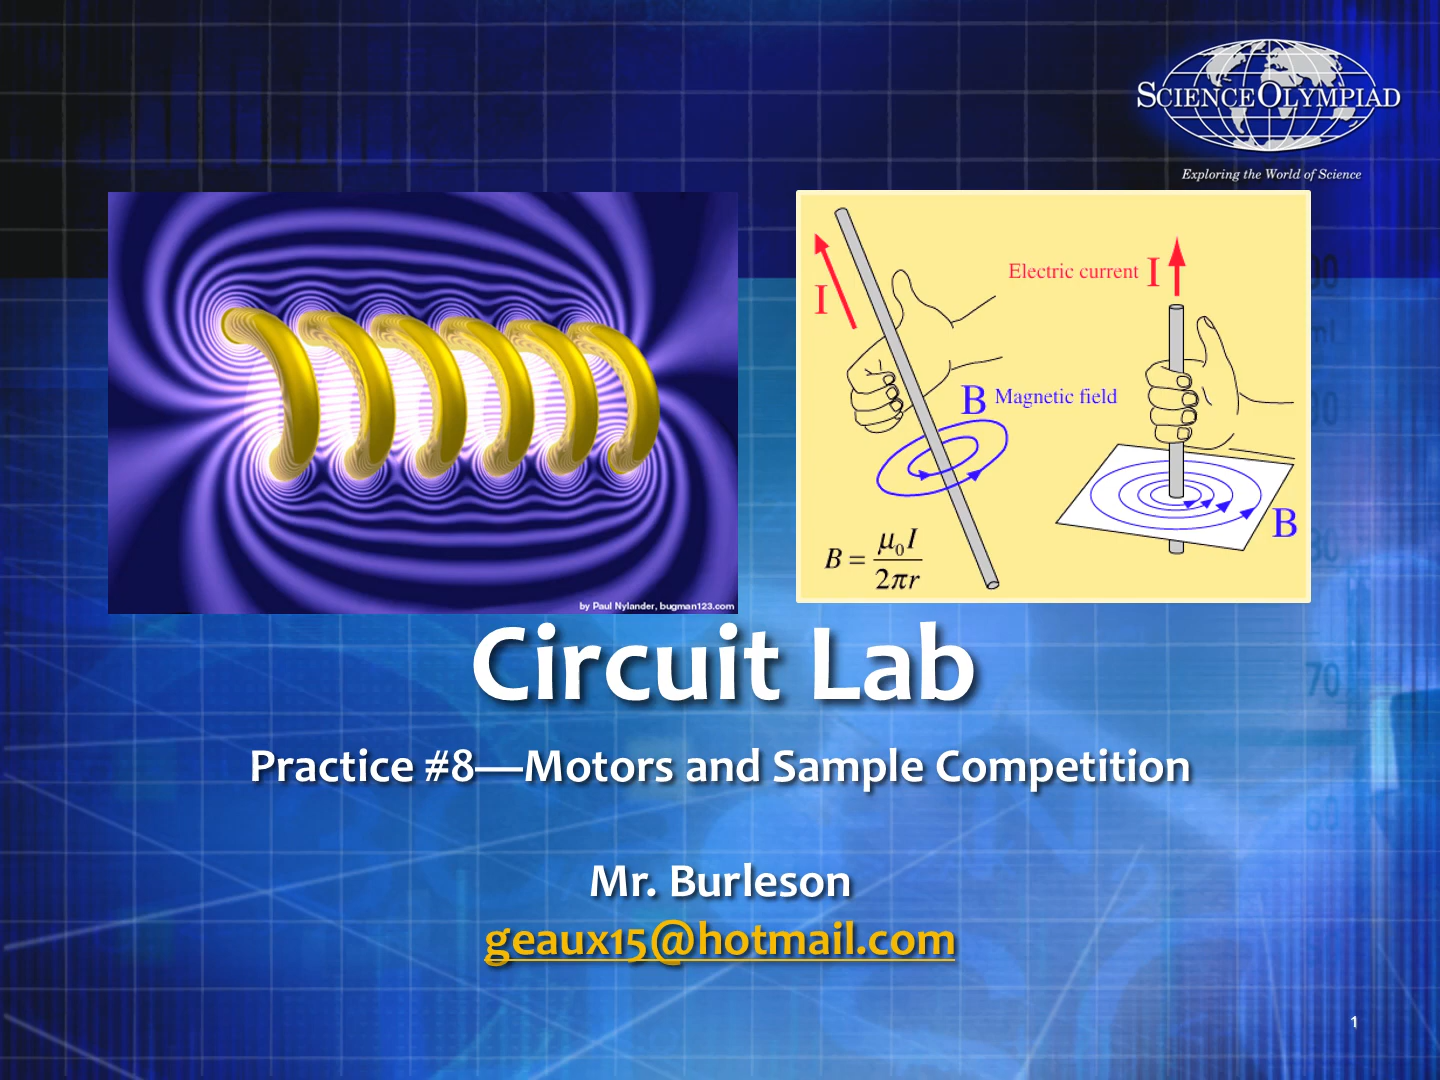 SCIENCE OLYMPIAD
Exploring the World of Science
I
Electric current I
B Magnetic field
B
B = μ₀I / 2πr
by Paul Nylander, bugman123.com
Circuit Lab
Practice #8—Motors and Sample Competition
Mr. Burleson
geaux15@hotmail.com
70
1